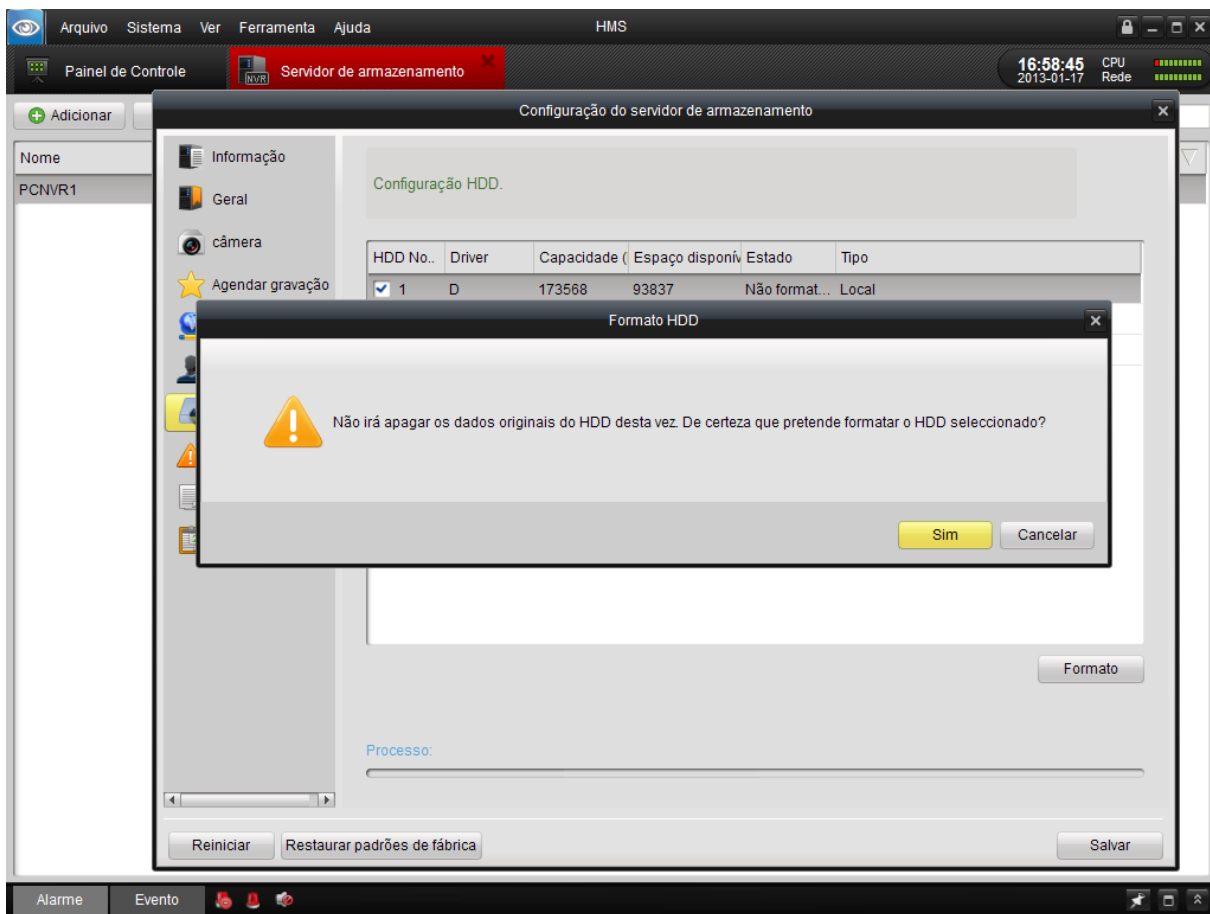 Arquivo Sistema Ver Ferramenta Ajuda HMS
Painel de Controle NVR Servidor de armazenamento 16:58:45 CPU
2013-01-17 Rede
Adicionar
Configuração do servidor de armazenamento
Nome
PCNVR1
Informação
Geral
câmera
Agendar gravação
Configuração HDD.
HDD No.. Driver Capacidade ( Espaço disponív Estado Tipo
1 D 173568 93837 Não format... Local
Formato HDD
Não irá apagar os dados originais do HDD desta vez. De certeza que pretende formatar o HDD seleccionado?
Sim Cancelar
Formato
Processo:
Reiniciar Restaurar padrões de fábrica Salvar
Alarme Evento